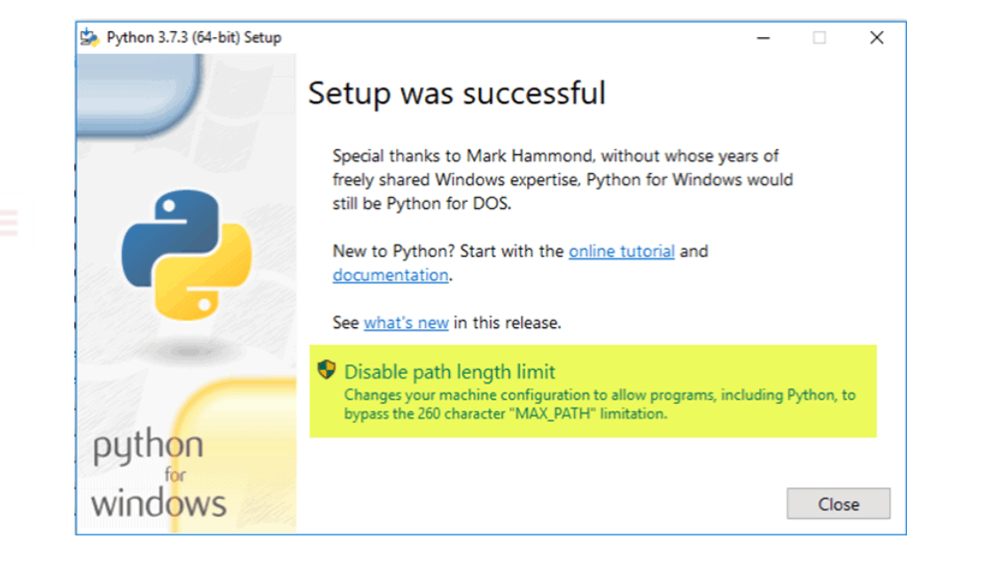 Python 3.7.3 (64-bit) Setup
Setup was successful
Special thanks to Mark Hammond, without whose years of
freely shared Windows expertise, Python for Windows would
still be Python for DOS.
New to Python? Start with the online tutorial and
documentation.
See what's new in this release.
Disable path length limit
Changes your machine configuration to allow programs, including Python, to
bypass the 260 character "MAX_PATH" limitation.
python
for
windows
Close